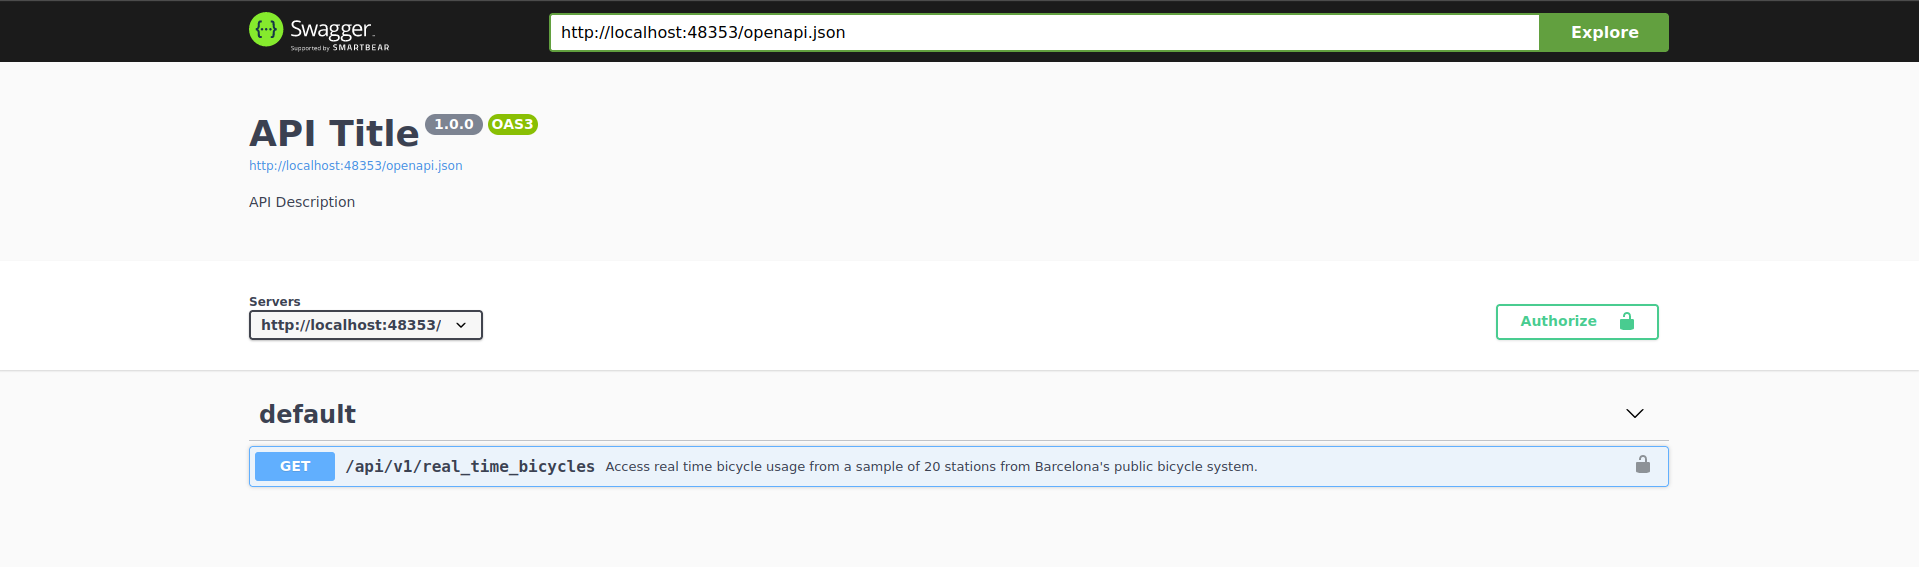 Swagger.
Supported by SMARTBEAR
http://localhost:48353/openapi.json
Explore
API Title 1.0.0 OAS3
http://localhost:48353/openapi.json
API Description
Servers
http://localhost:48353/
Authorize
default
GET /api/v1/real_time_bicycles Access real time bicycle usage from a sample of 20 stations from Barcelona's public bicycle system.